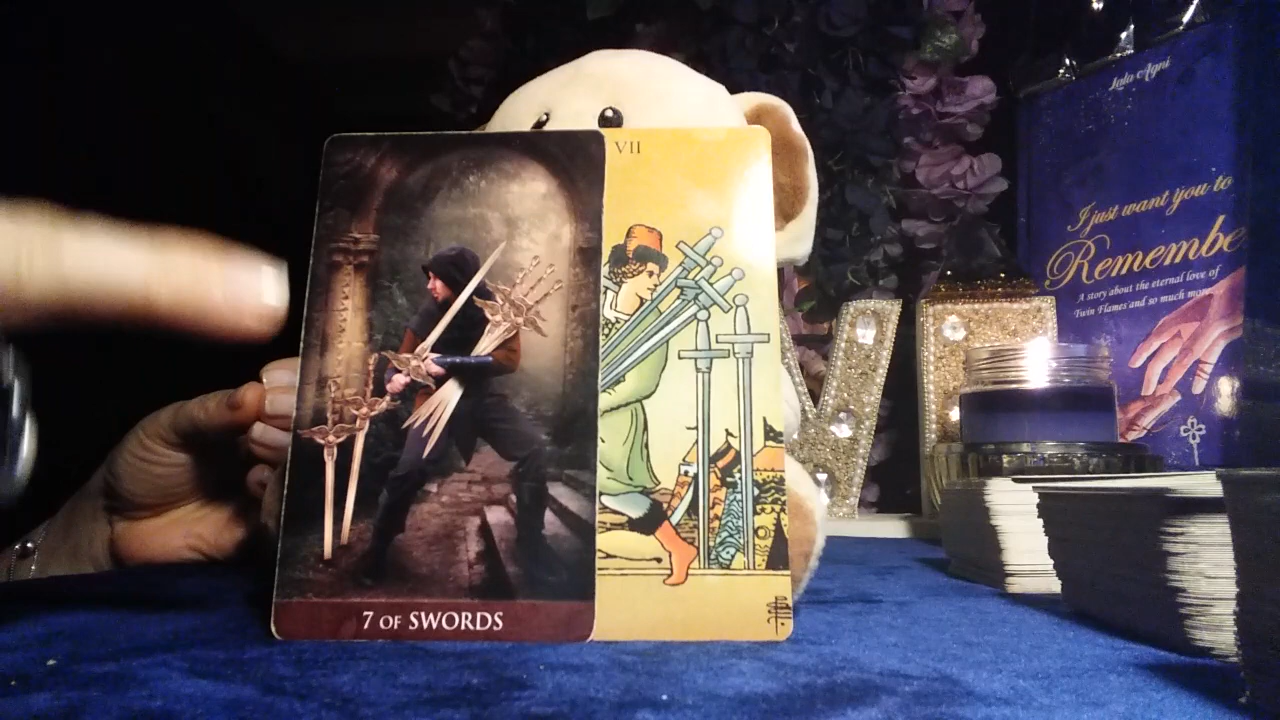 VII
7 OF SWORDS
Lala Agni
I just want you to
Remembe
A story about the eternal love of
Twin Flames and so much more